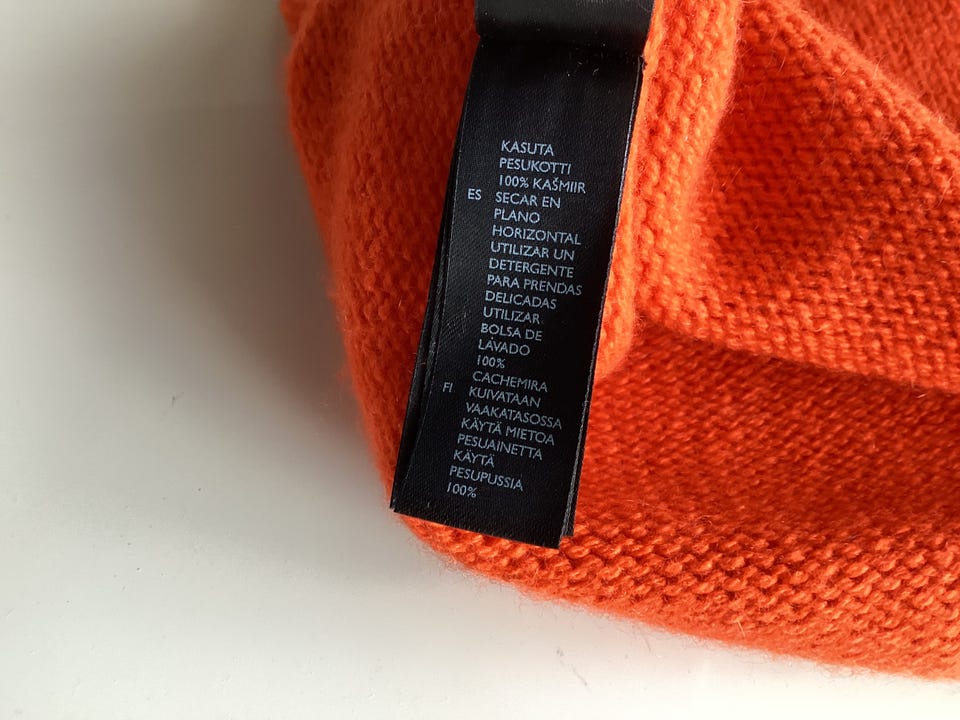 KASUTA
PESUKOTTI
100% KAŠMIIR
ES SECAR EN
PLANO
HORIZONTAL
UTILIZAR UN
DETERGENTE
PARA PRENDAS
DELICADAS
UTILIZAR
BOLSA DE
LAVADO
100%
CACHEMIRA
FI KUIVATAAN
VAAKATASOSSA
KÄYTÄ MIETOA
PESUAINETTA
KÄYTÄ
PESUPUSSIA
100%